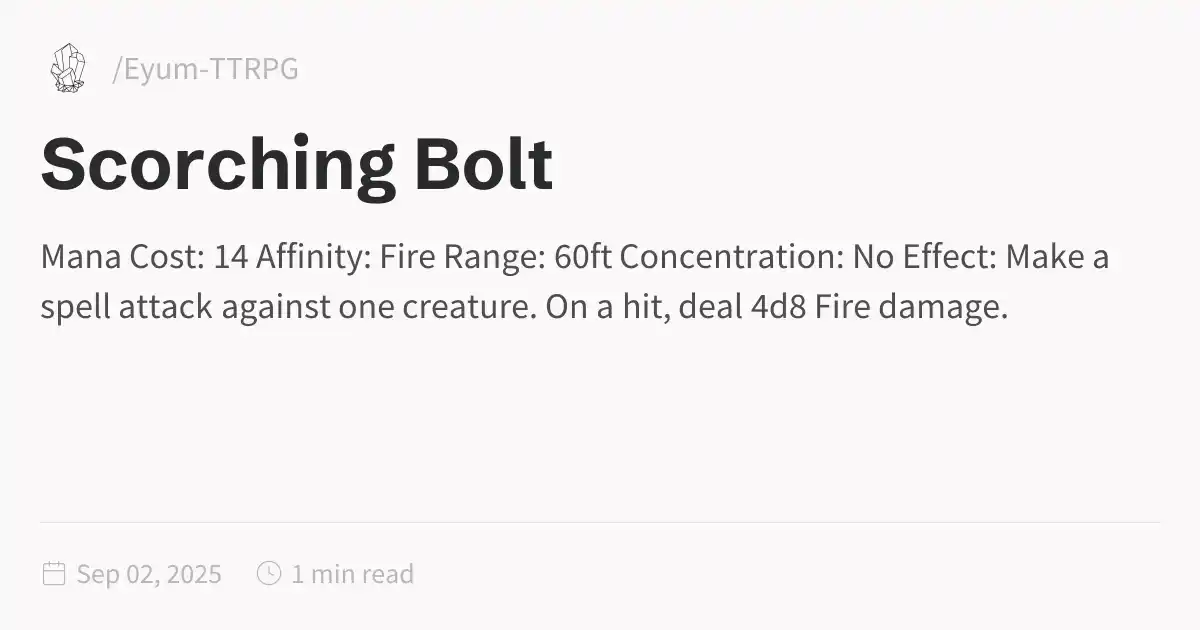 /Eyum-TTRPG
Scorching Bolt
Mana Cost: 14 Affinity: Fire Range: 60ft Concentration: No Effect: Make a
spell attack against one creature. On a hit, deal 4d8 Fire damage.
Sep 02, 2025 1 min read